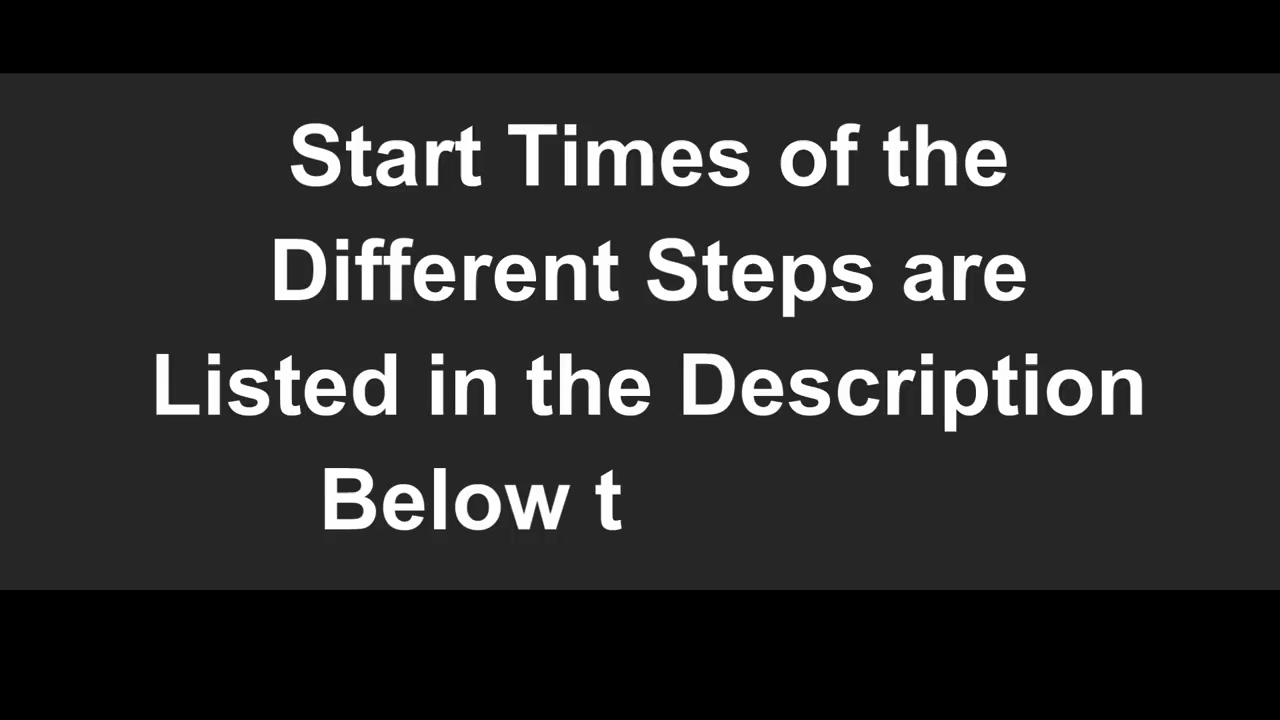 Start Times of the
Different Steps are
Listed in the Description
Below t